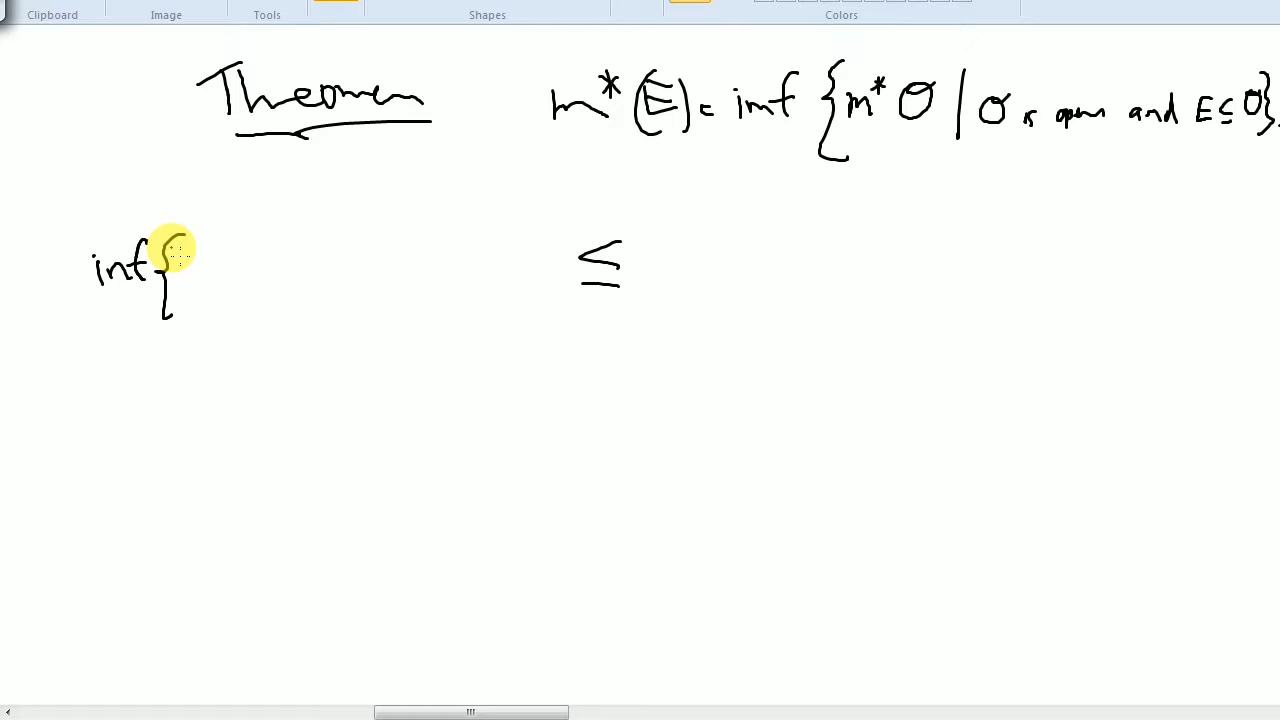 Clipboard Image Tools Shapes Colors
Theorem m*(E) = inf { m* O | O is open and E ⊆ O }.
inf { ≤